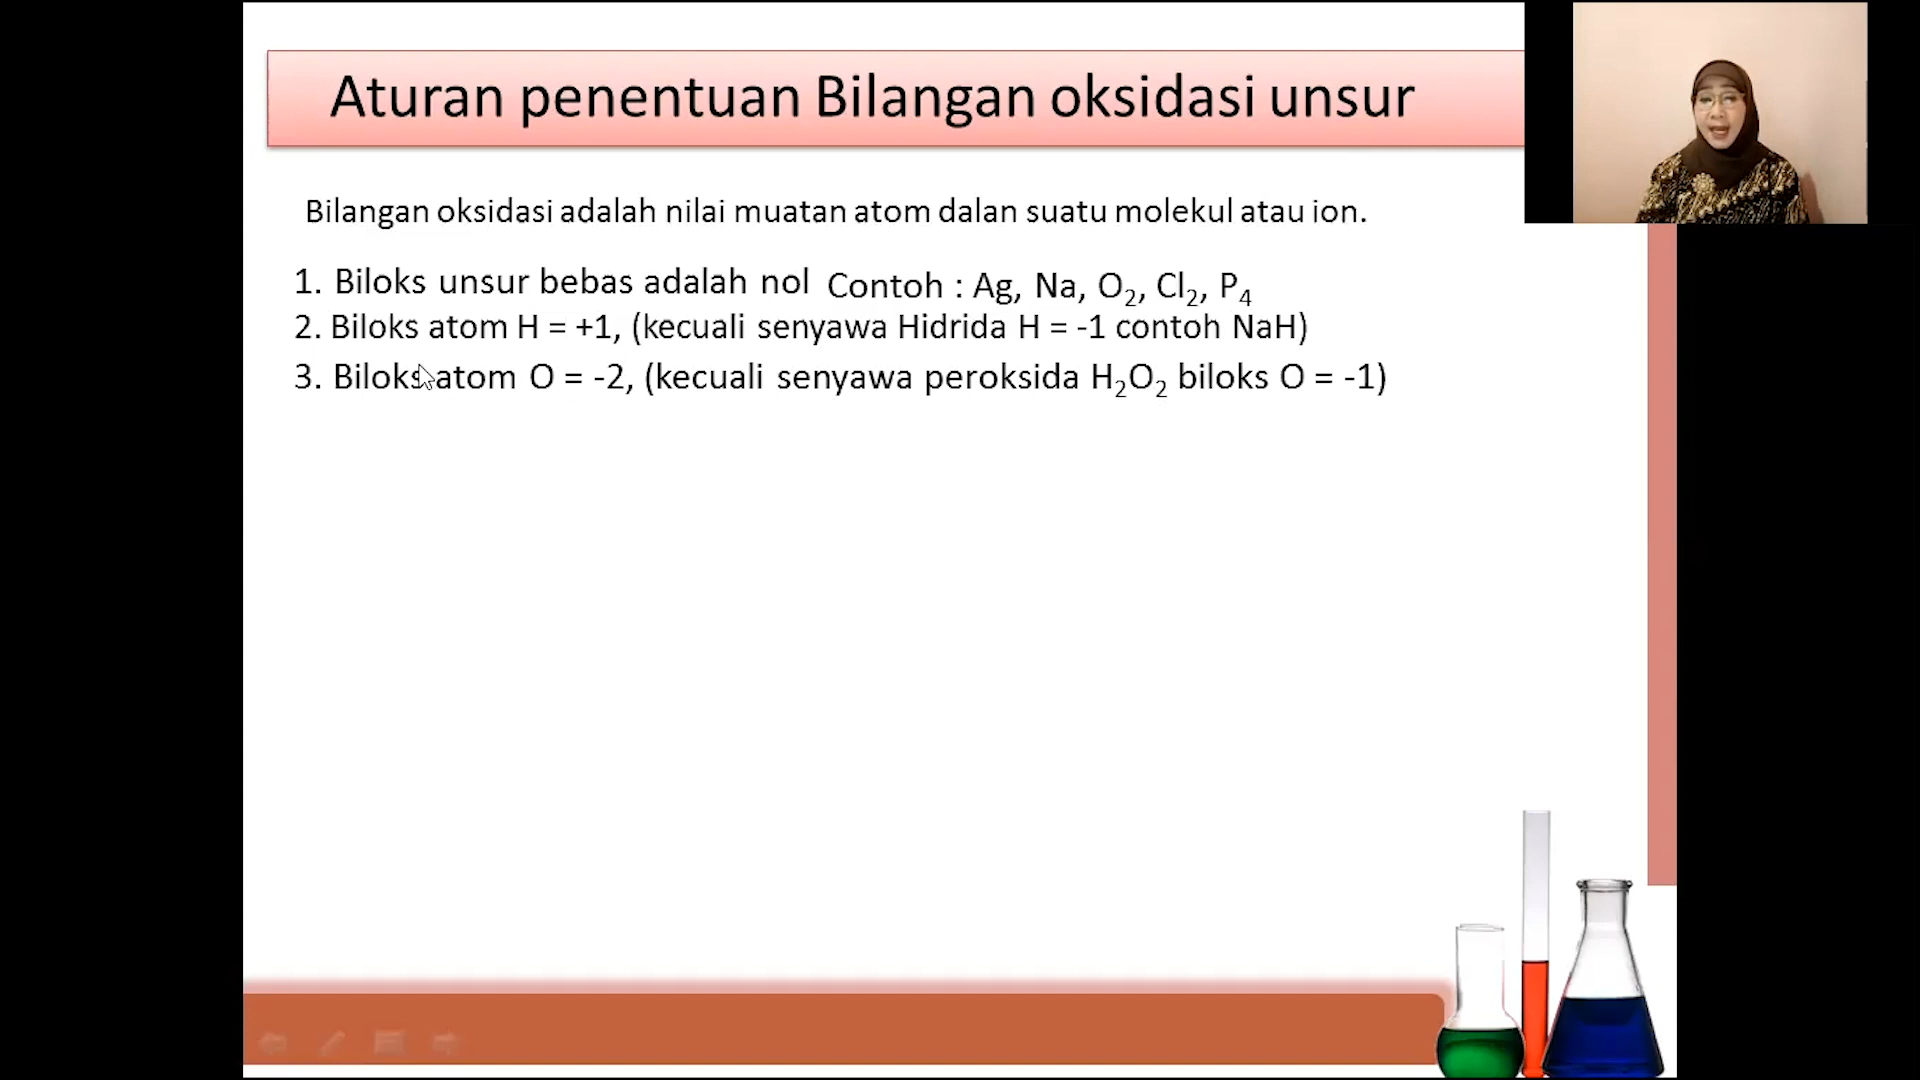 Aturan penentuan Bilangan oksidasi unsur
Bilangan oksidasi adalah nilai muatan atom dalan suatu molekul atau ion.
1. Biloks unsur bebas adalah nol Contoh : Ag, Na, O₂, Cl₂, P₄
2. Biloks atom H = +1, (kecuali senyawa Hidrida H = -1 contoh NaH)
3. Biloks atom O = -2, (kecuali senyawa peroksida H₂O₂ biloks O = -1)